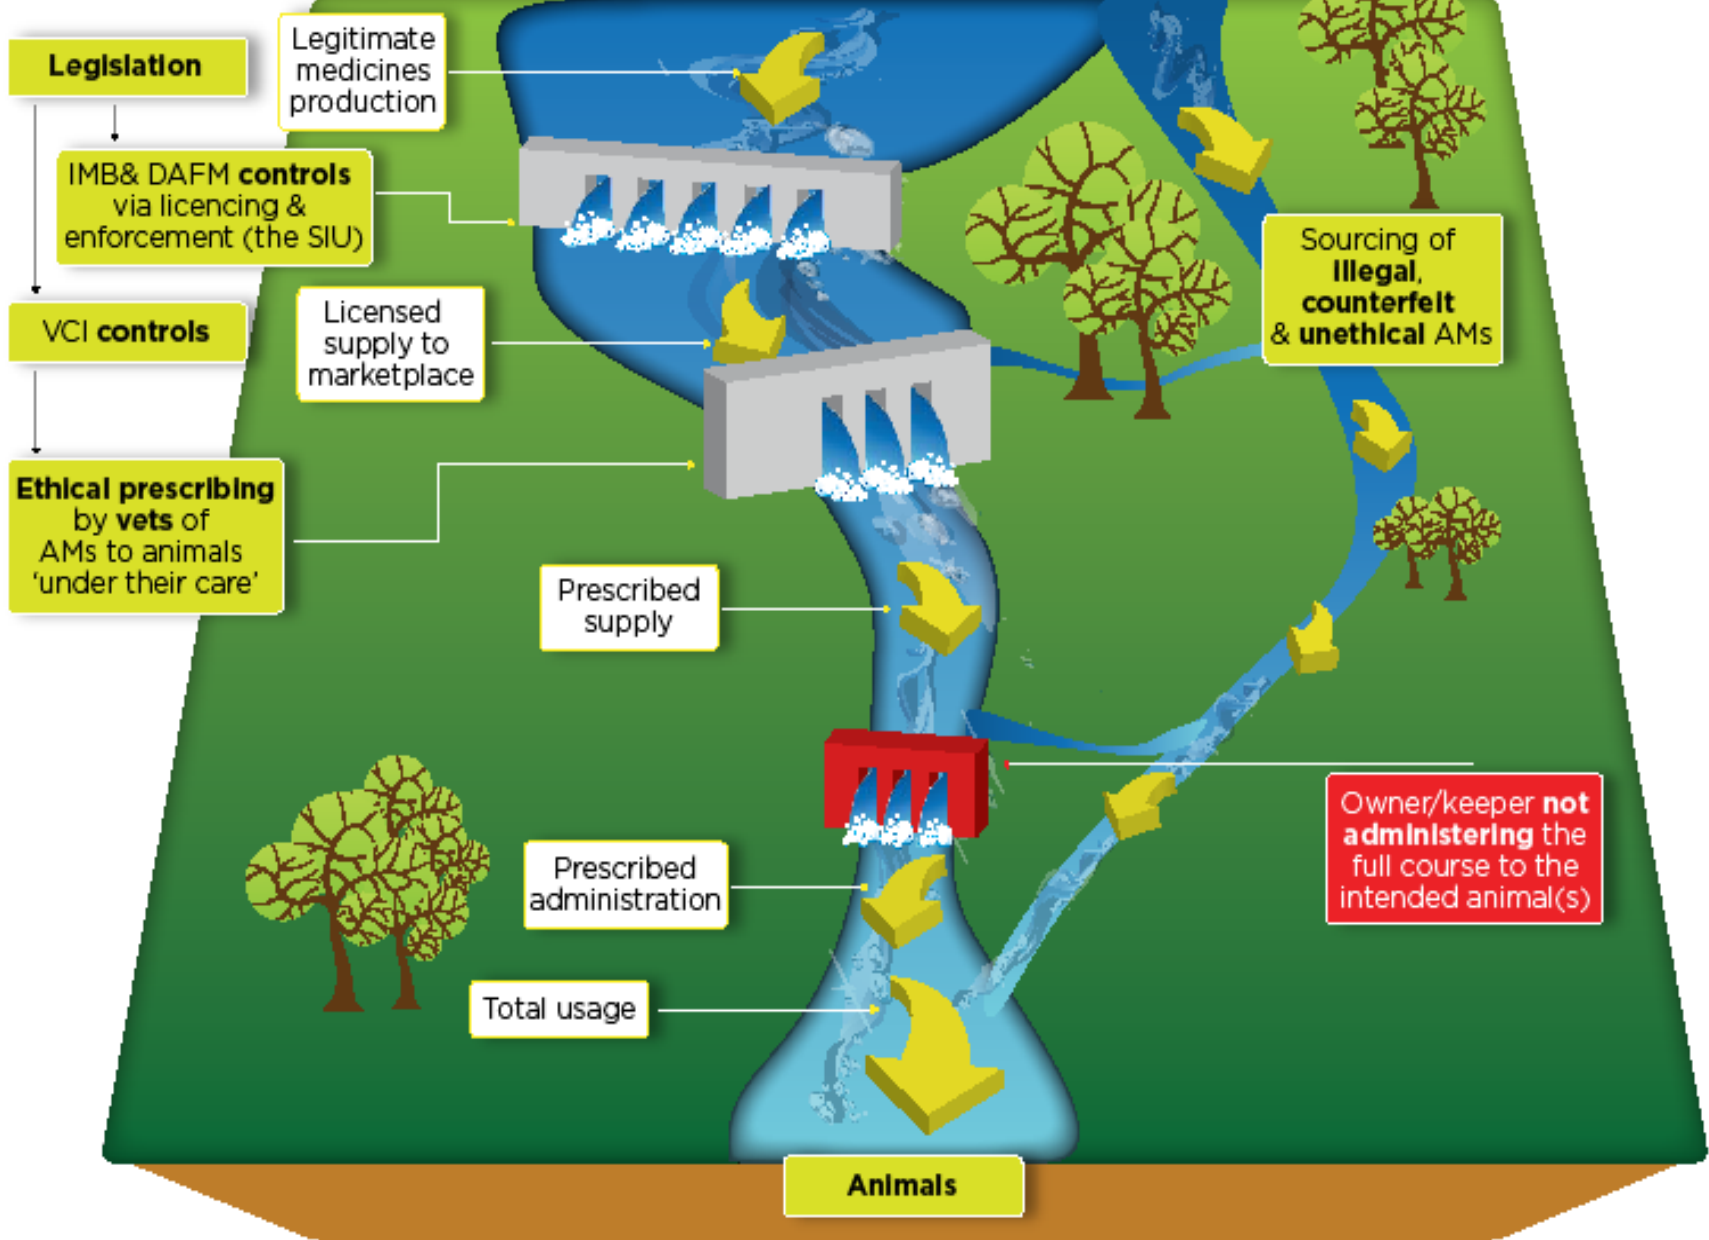 Legislation
Legitimate
medicines
production
IMB& DAFM controls
via licencing &
enforcement (the SIU)
VCI controls
Licensed
supply to
marketplace
Sourcing of
illegal,
counterfeit
& unethical AMs
Ethical prescribing
by vets of
AMs to animals
‘under their care’
Prescribed
supply
Owner/keeper not
administering the
full course to the
intended animal(s)
Prescribed
administration
Total usage
Animals